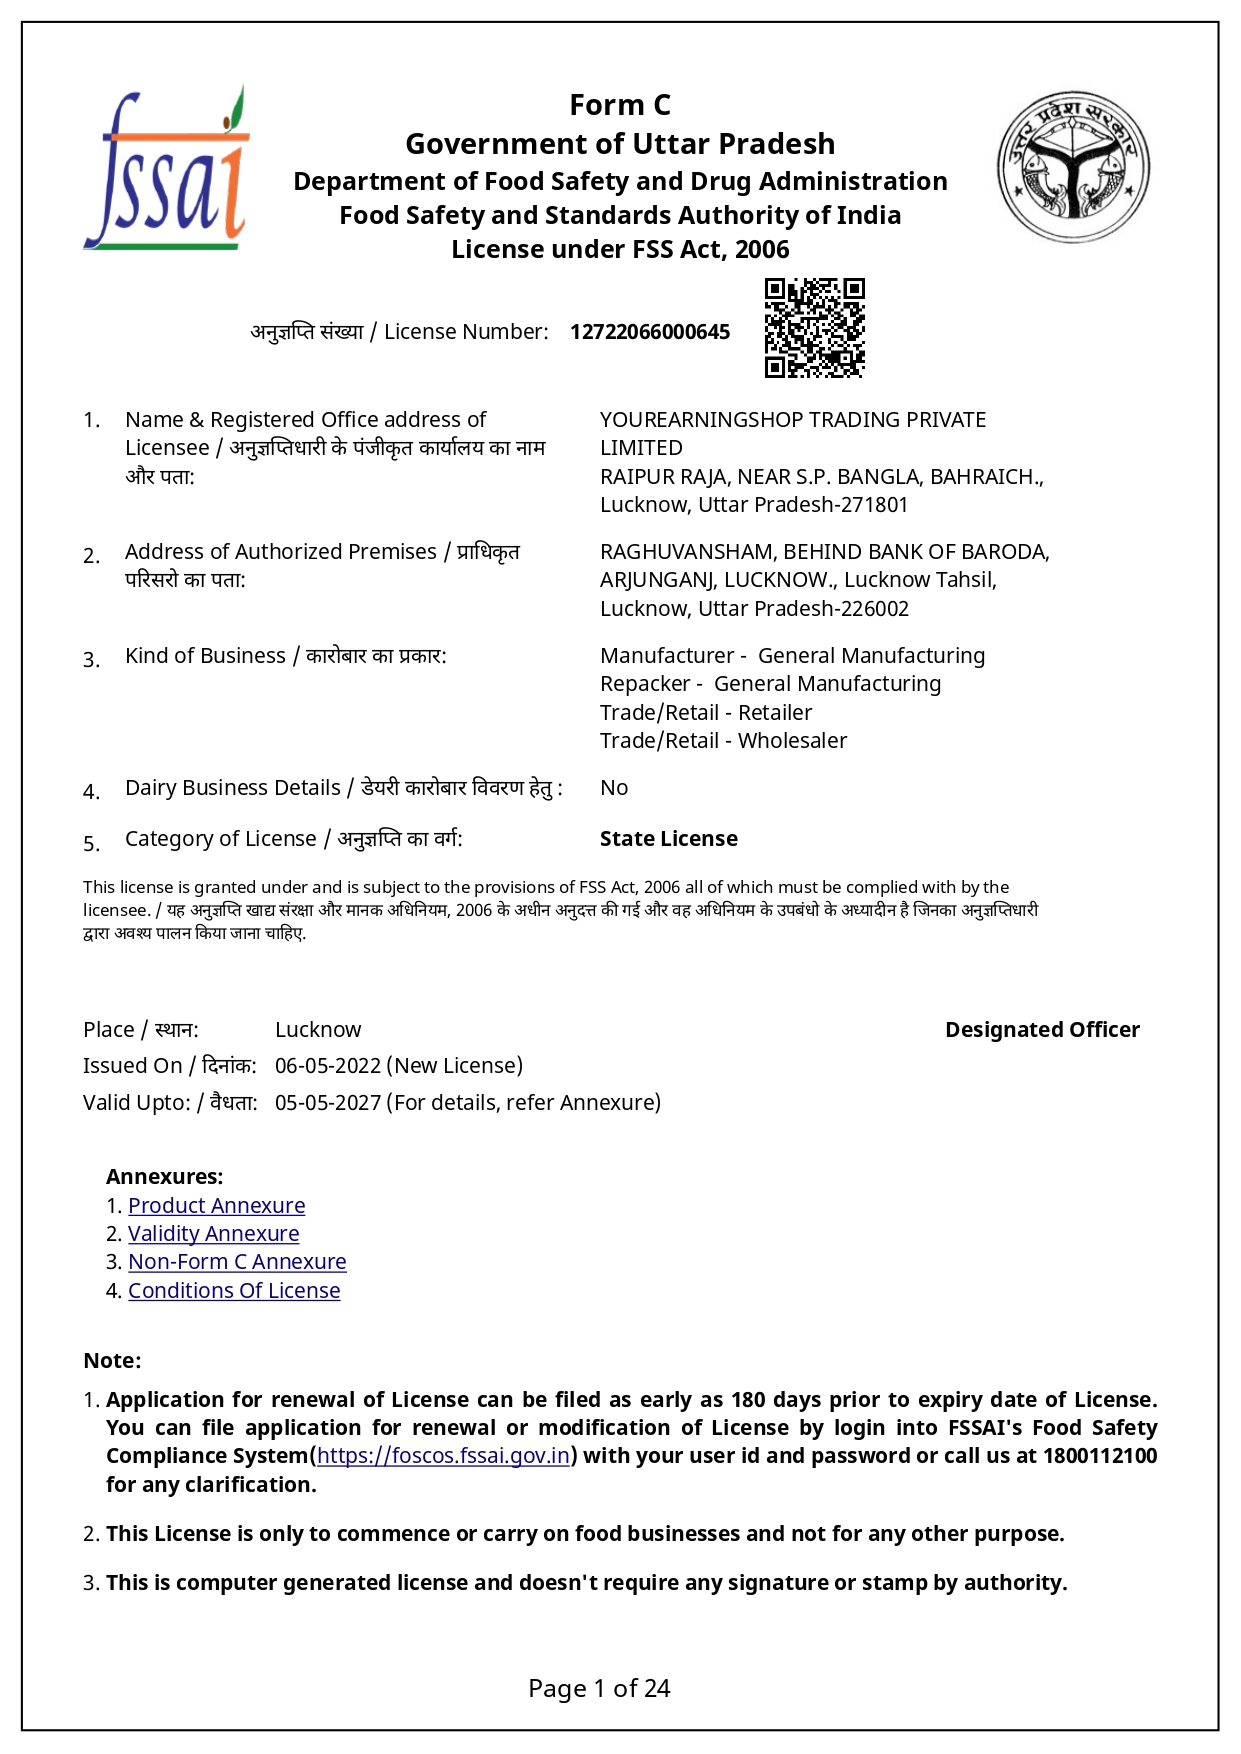 fssai
Form C
Government of Uttar Pradesh
Department of Food Safety and Drug Administration
Food Safety and Standards Authority of India
License under FSS Act, 2006
उत्तर प्रदेश सरकार
अनुज्ञप्ति संख्या / License Number: 12722066000645
1. Name & Registered Office address of
Licensee / अनुज्ञप्तिधारी के पंजीकृत कार्यालय का नाम
और पता:
YOUREARNINGSHOP TRADING PRIVATE
LIMITED
RAIPUR RAJA, NEAR S.P. BANGLA, BAHRAICH.,
Lucknow, Uttar Pradesh-271801
2. Address of Authorized Premises / प्राधिकृत
परिसरो का पता:
RAGHUVANSHAM, BEHIND BANK OF BARODA,
ARJUNGANJ, LUCKNOW., Lucknow Tahsil,
Lucknow, Uttar Pradesh-226002
3. Kind of Business / कारोबार का प्रकार:
Manufacturer - General Manufacturing
Repacker - General Manufacturing
Trade/Retail - Retailer
Trade/Retail - Wholesaler
4. Dairy Business Details / डेयरी कारोबार विवरण हेतु : No
5. Category of License / अनुज्ञप्ति का वर्ग: State License
This license is granted under and is subject to the provisions of FSS Act, 2006 all of which must be complied with by the
licensee. / यह अनुज्ञप्ति खाद्य संरक्षा और मानक अधिनियम, 2006 के अधीन अनुदत्त की गई और वह अधिनियम के उपबंधो के अध्यादीन है जिनका अनुज्ञप्तिधारी
द्वारा अवश्य पालन किया जाना चाहिए.
Place / स्थान: Lucknow Designated Officer
Issued On / दिनांक: 06-05-2022 (New License)
Valid Upto: / वैधता: 05-05-2027 (For details, refer Annexure)
Annexures:
1. Product Annexure
2. Validity Annexure
3. Non-Form C Annexure
4. Conditions Of License
Note:
1. Application for renewal of License can be filed as early as 180 days prior to expiry date of License.
You can file application for renewal or modification of License by login into FSSAI's Food Safety
Compliance System(https://foscos.fssai.gov.in) with your user id and password or call us at 1800112100
for any clarification.
2. This License is only to commence or carry on food businesses and not for any other purpose.
3. This is computer generated license and doesn't require any signature or stamp by authority.
Page 1 of 24